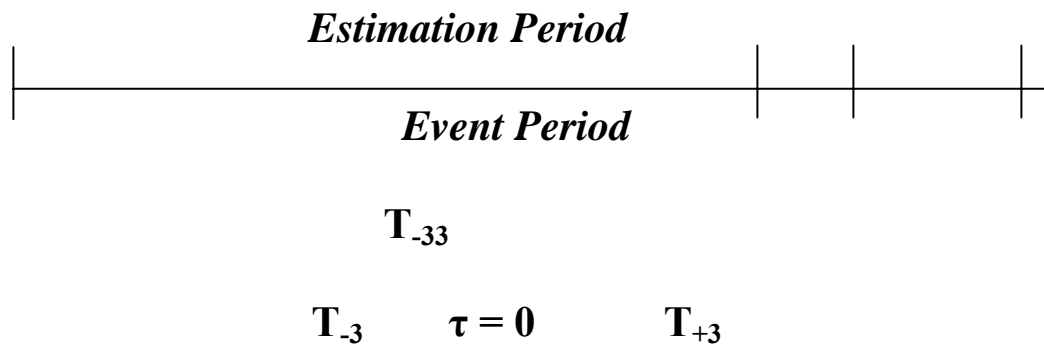 Estimation Period
Event Period
T₋₃₃
T₋₃ τ = 0 T₊₃